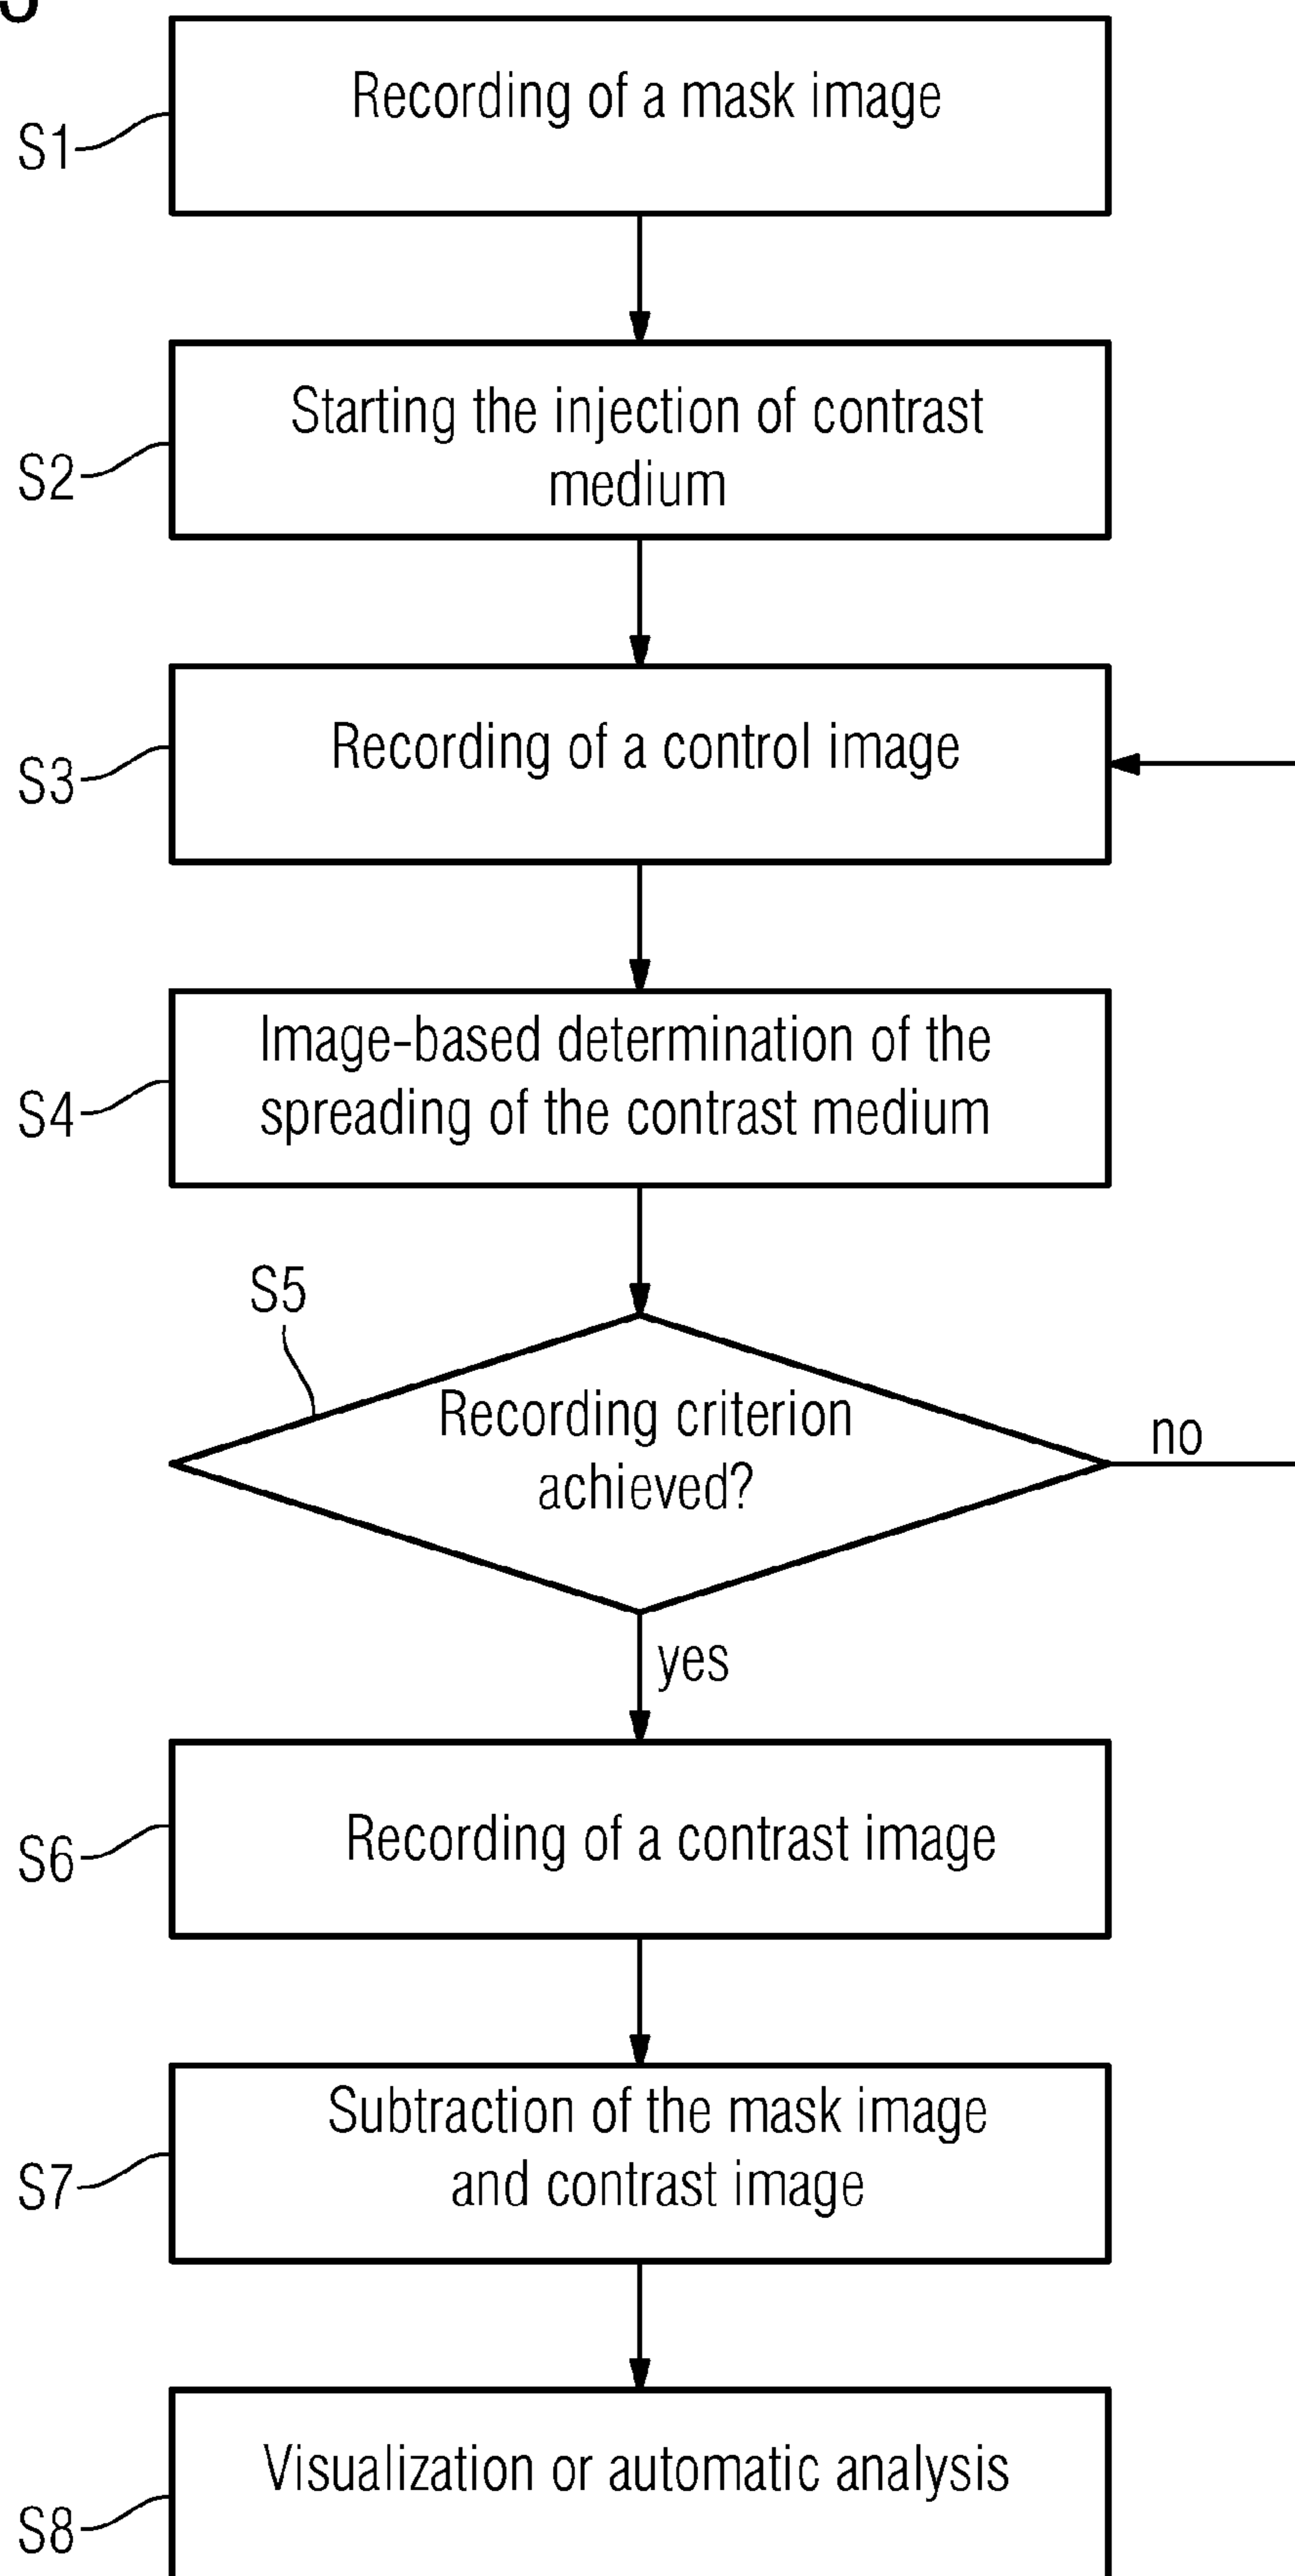 S1
Recording of a mask image
S2
Starting the injection of contrast
medium
S3
Recording of a control image
S4
Image-based determination of the
spreading of the contrast medium
S5
Recording criterion
achieved?
no
yes
S6
Recording of a contrast image
S7
Subtraction of the mask image
and contrast image
S8
Visualization or automatic analysis